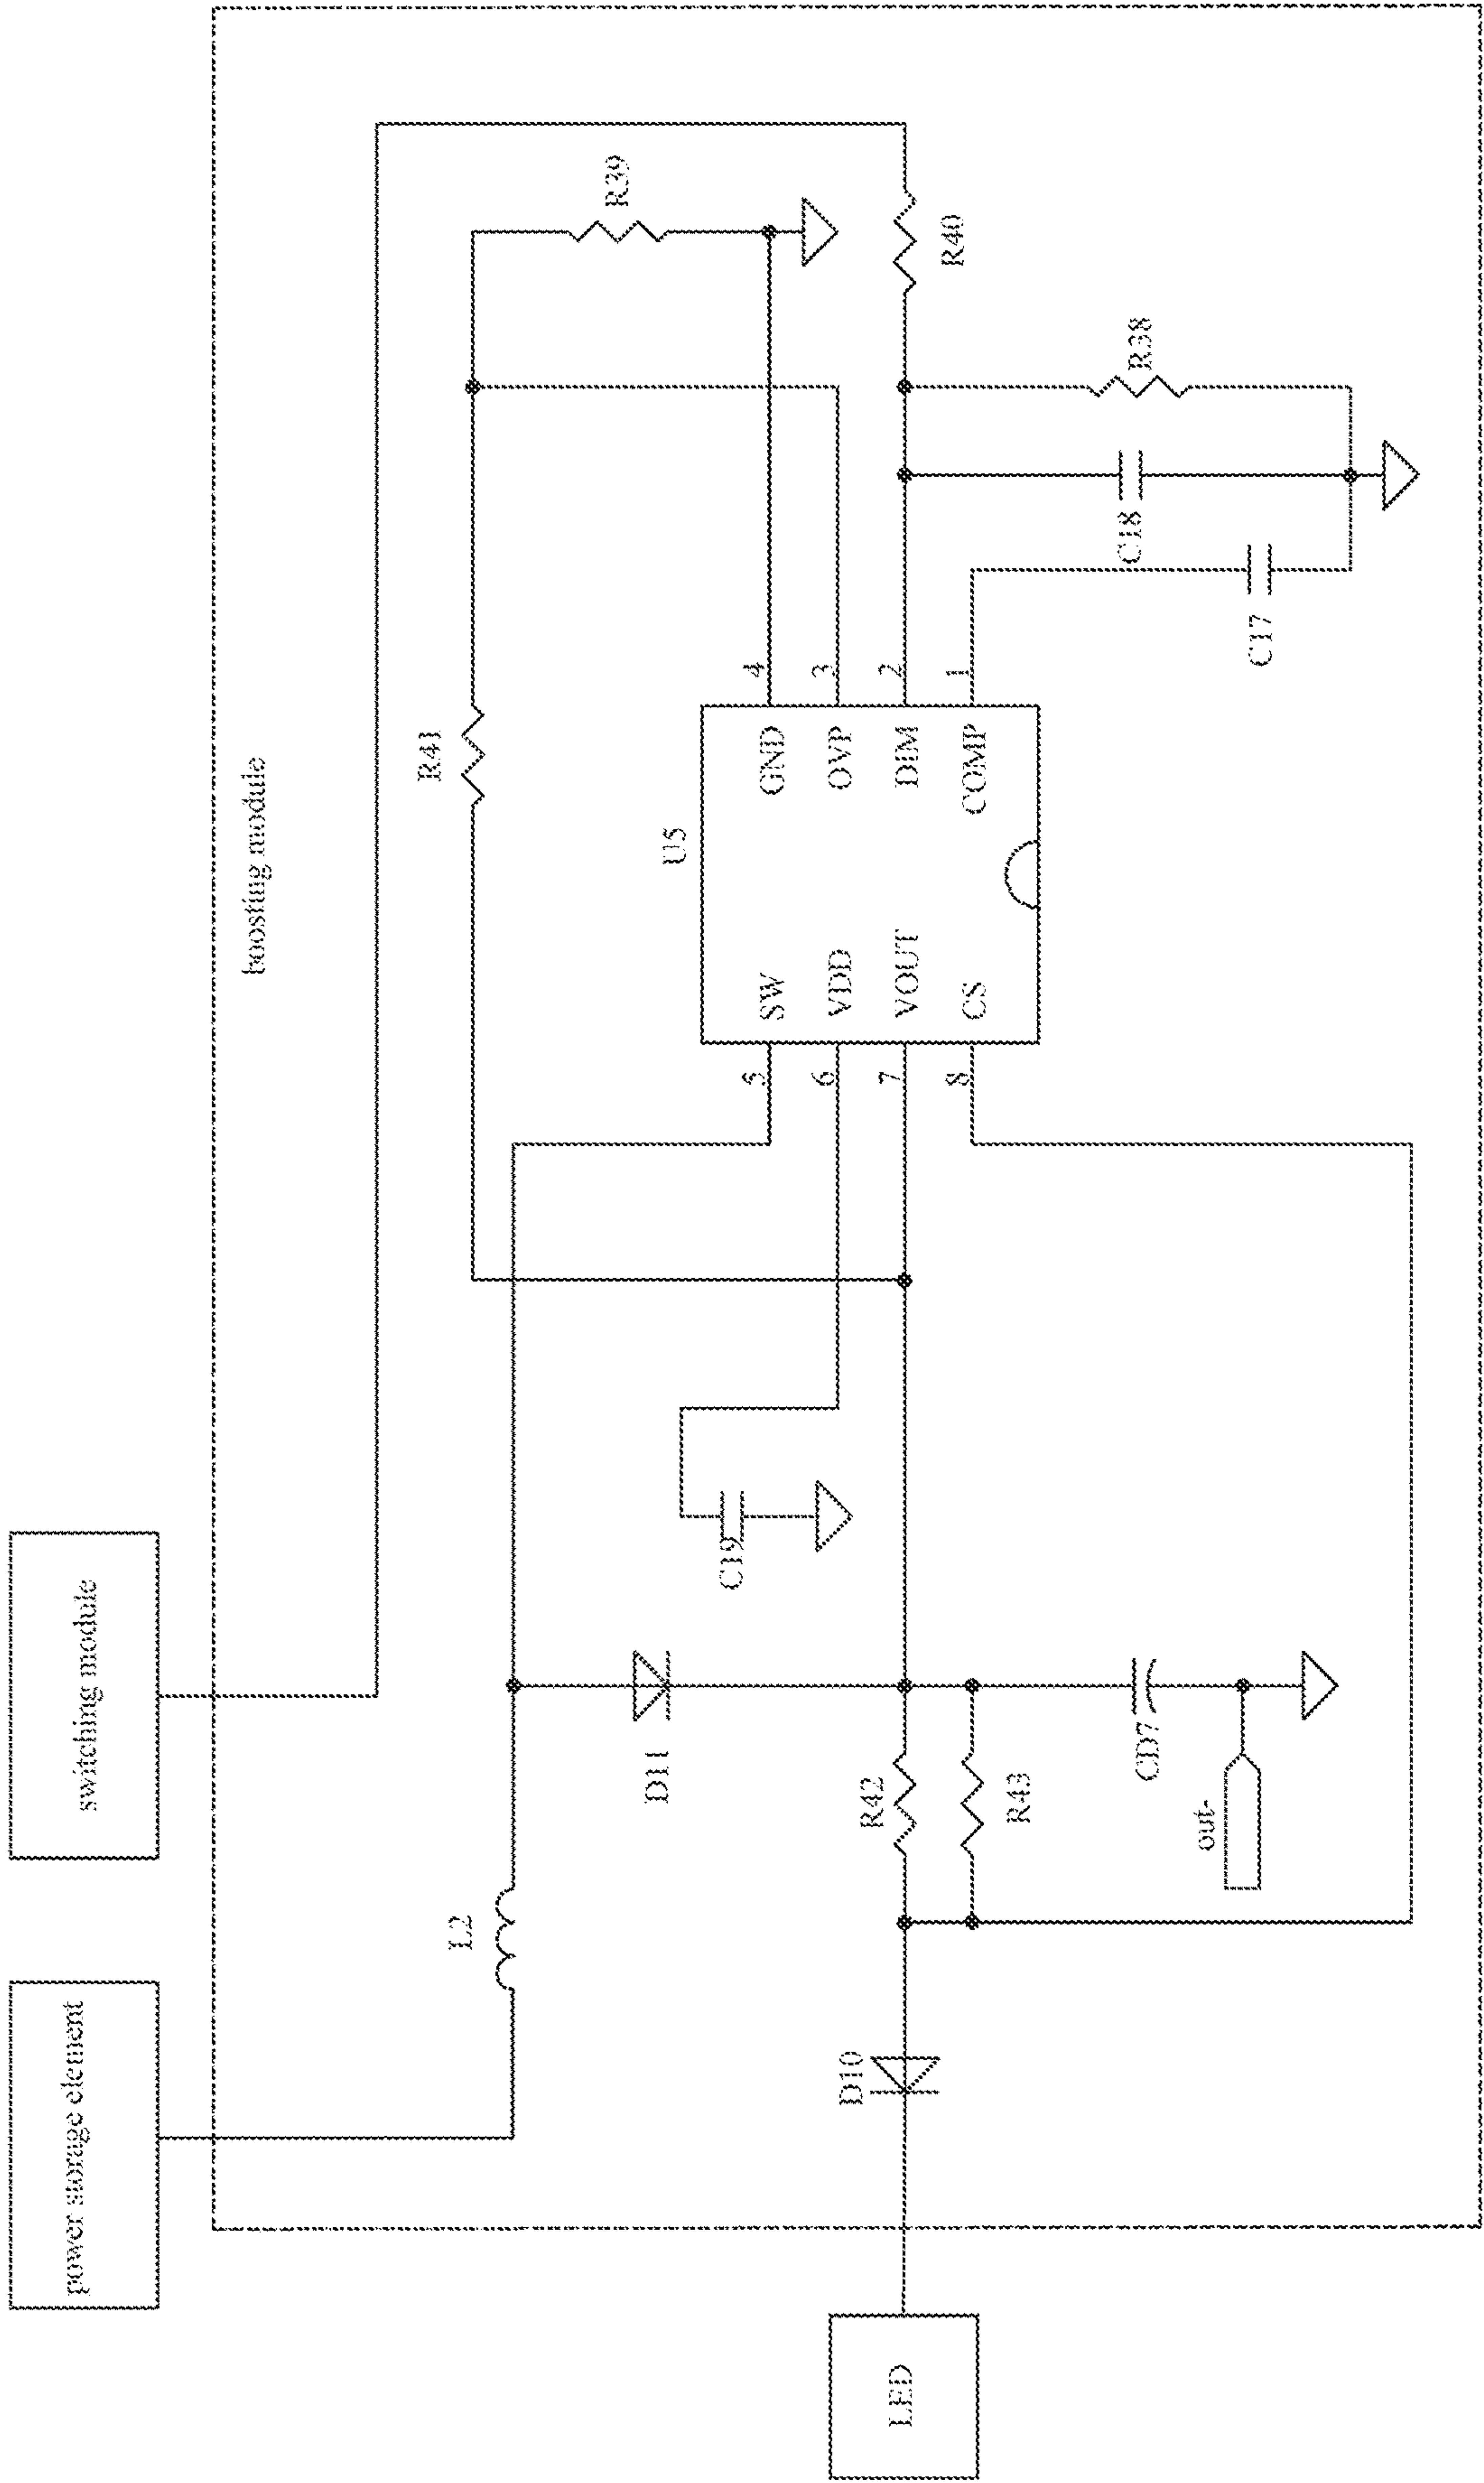 power storage element
switching module
boosting module
L2
R41
R39
D11
C19
U5
SW
VDD
VOUT
CS
GND
OVP
DIM
COMP
5
6
7
8
4
3
2
1
LED
D10
R42
R43
CD7
out-
R40
R38
C18
C17